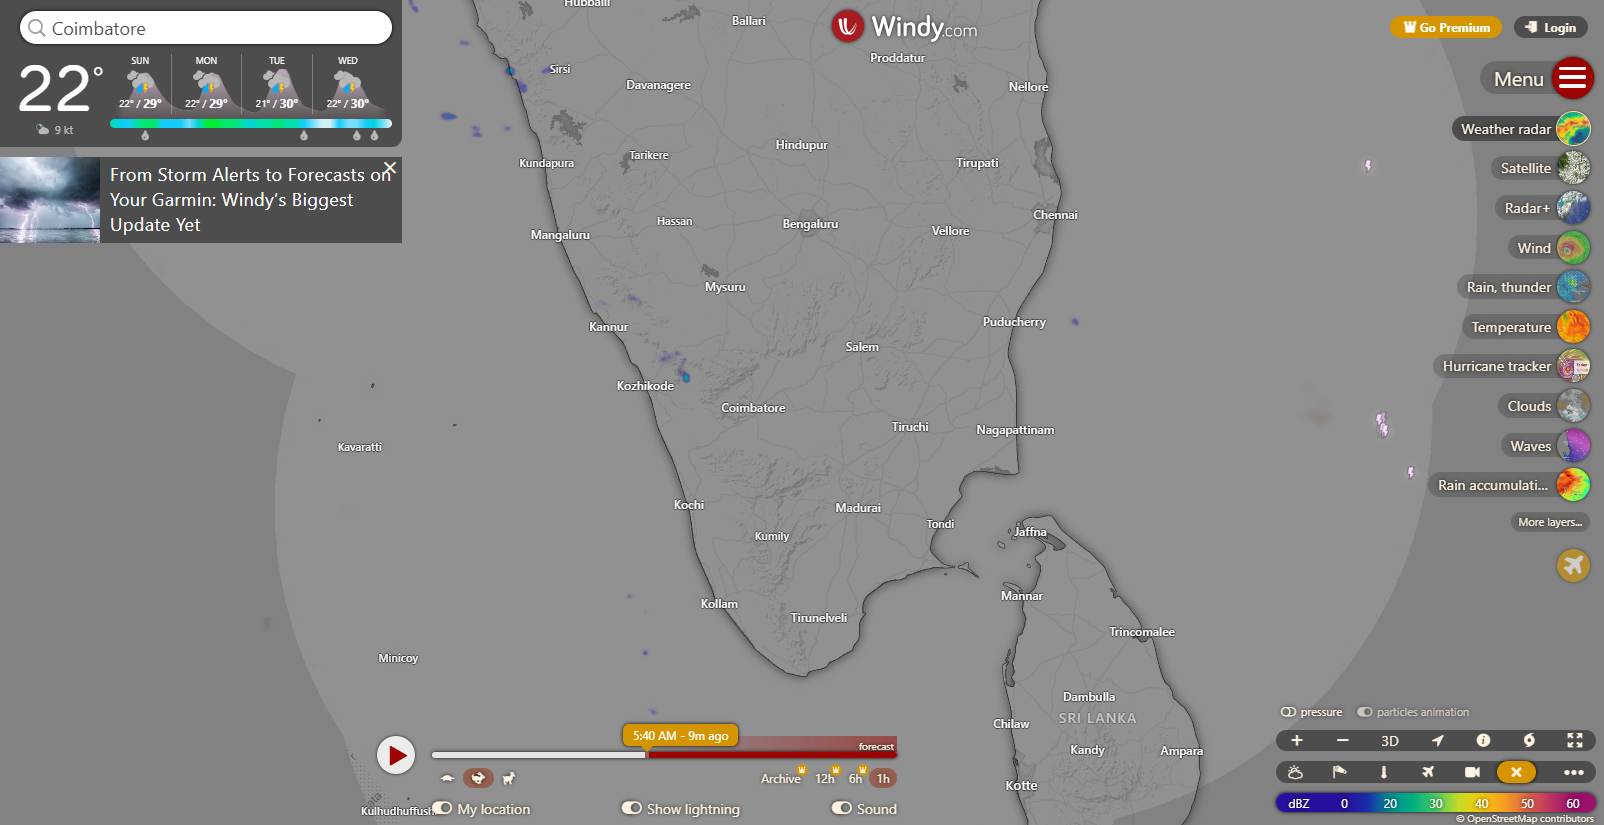 Coimbatore
22°
9 kt
SUN
22° / 29°
MON
22° / 29°
TUE
21° / 30°
WED
22° / 30°
From Storm Alerts to Forecasts on
Your Garmin: Windy’s Biggest
Update Yet
Windy.com
Go Premium
Login
Menu
Weather radar
Satellite
Radar+
Wind
Rain, thunder
Temperature
Hurricane tracker
Clouds
Waves
Rain accumulati...
More layers...
Hubballi
Ballari
Proddatur
Sirsi
Davanagere
Nellore
Kundapura
Tarikere
Hindupur
Tirupati
Mangaluru
Hassan
Bengaluru
Vellore
Chennai
Mysuru
Kannur
Puducherry
Salem
Kozhikode
Coimbatore
Tiruchi
Nagapattinam
Kavaratti
Kochi
Madurai
Tondi
Jaffna
Kumily
Kollam
Tirunelveli
Mannar
Trincomalee
Minicoy
Dambulla
SRI LANKA
Chilaw
Kandy
Ampara
Kotte
Kulhudhuffush
5:40 AM - 9m ago
forecast
Archive
12h
6h
1h
My location
Show lightning
Sound
pressure
particles animation
3D
dBZ 0 20 30 40 50 60
© OpenStreetMap contributors